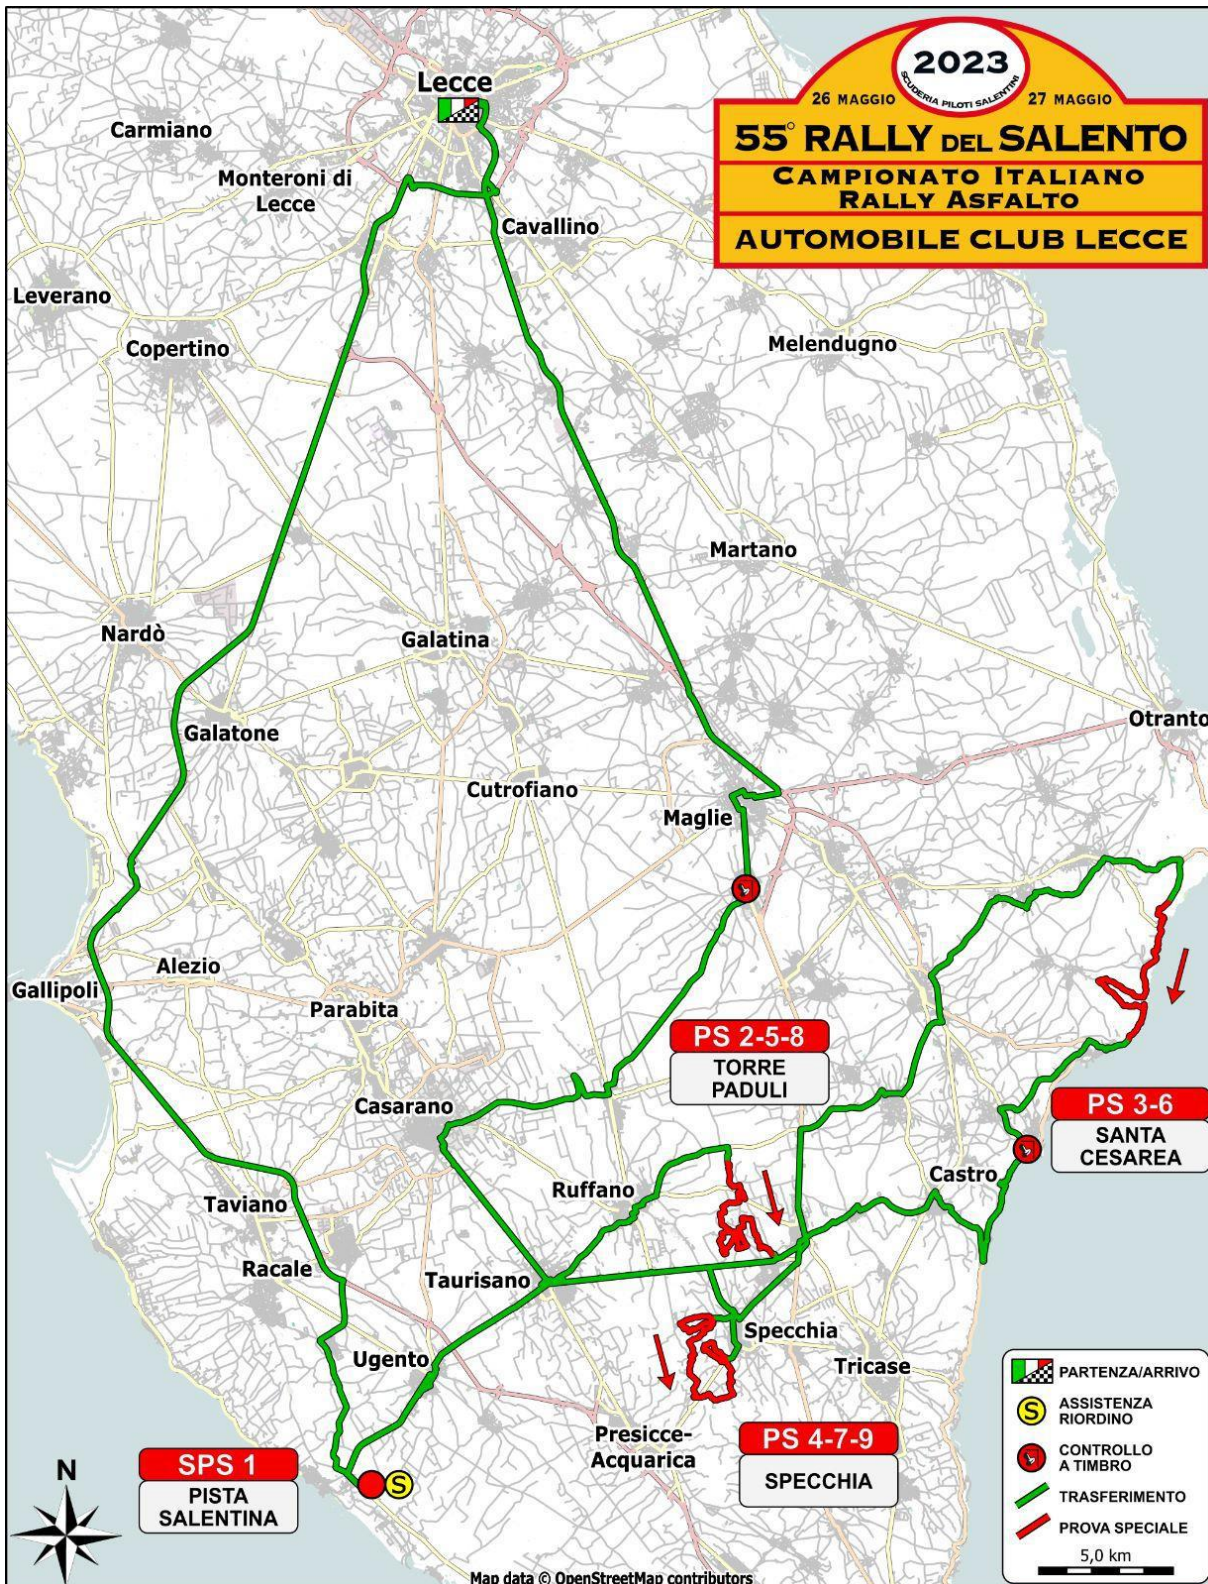 2023
SCUDERIA PILOTI SALENTINI
26 MAGGIO
27 MAGGIO
55° RALLY DEL SALENTO
CAMPIONATO ITALIANO
RALLY ASFALTO
AUTOMOBILE CLUB LECCE
Lecce
Carmiano
Monteroni di
Lecce
Cavallino
Leverano
Copertino
Melendugno
Martano
Nardò
Galatina
Galatone
Otranto
Cutrofiano
Maglie
Alezio
Gallipoli
Parabita
PS 2-5-8
TORRE
PADULI
Casarano
PS 3-6
SANTA
CESAREA
Castro
Ruffano
Taviano
Racale
Taurisano
Specchia
Ugento
Tricase
Presicce-
Acquarica
PS 4-7-9
SPECCHIA
SPS 1
PISTA
SALENTINA
S
N
PARTENZA/ARRIVO
S
ASSISTENZA
RIORDINO
CONTROLLO
A TIMBRO
TRASFERIMENTO
PROVA SPECIALE
5,0 km
Map data © OpenStreetMap contributors